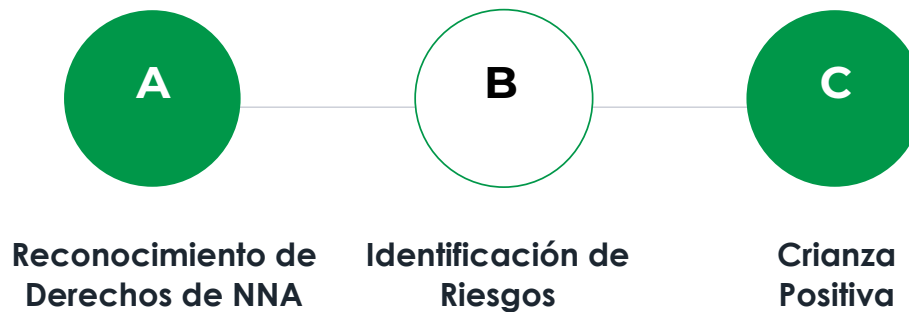 A
B
C
Reconocimiento de
Derechos de NNA
Identificación de
Riesgos
Crianza
Positiva